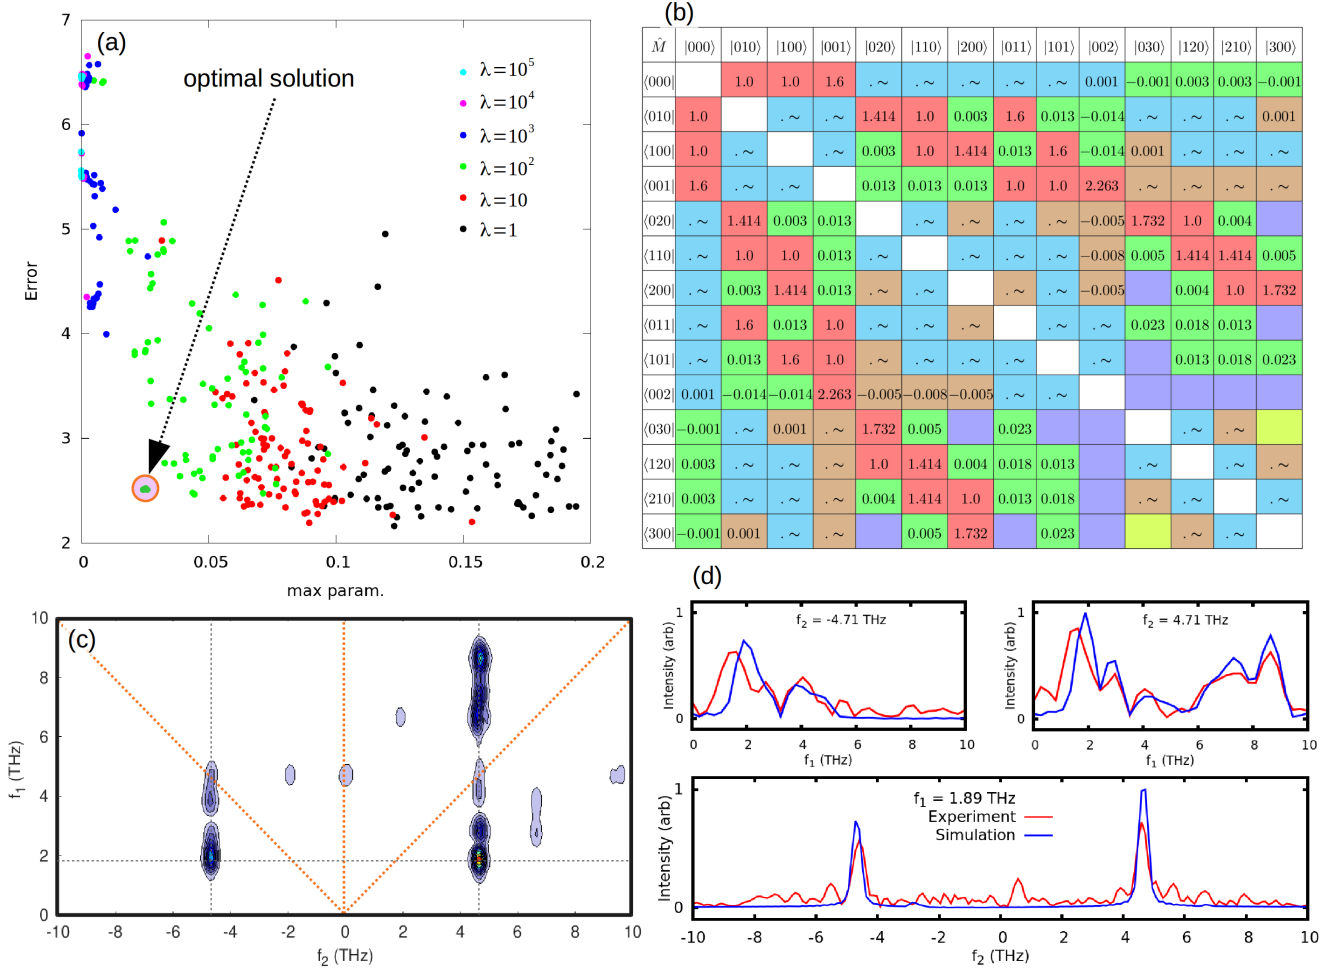 (a)
7
6
5
4
3
2
Error
0
0.05
0.1
0.15
0.2
max param.
optimal solution
λ=10⁵
λ=10⁴
λ=10³
λ=10²
λ=10
λ=1
(b)
M̂ |000⟩ |010⟩ |100⟩ |001⟩ |020⟩ |110⟩ |200⟩ |011⟩ |101⟩ |002⟩ |030⟩ |120⟩ |210⟩ |300⟩
⟨000| 1.0 1.0 1.6 . ~ . ~ . ~ . ~ . ~ 0.001 −0.001 0.003 0.003 −0.001
⟨010| 1.0 . ~ . ~ 1.414 1.0 0.003 1.6 0.013 −0.014 . ~ . ~ . ~ 0.001
⟨100| 1.0 . ~ . ~ 0.003 1.0 1.414 0.013 1.6 −0.014 0.001 . ~ . ~ . ~
⟨001| 1.6 . ~ . ~ 0.013 0.013 0.013 1.0 1.0 2.263 . ~ . ~ . ~ . ~
⟨020| . ~ 1.414 0.003 0.013 . ~ . ~ . ~ . ~ −0.005 1.732 1.0 0.004
⟨110| . ~ 1.0 1.0 0.013 . ~ . ~ . ~ . ~ −0.008 0.005 1.414 1.414 0.005
⟨200| . ~ 0.003 1.414 0.013 . ~ . ~ . ~ . ~ −0.005 0.004 1.0 1.732
⟨011| . ~ 1.6 0.013 1.0 . ~ . ~ . ~ . ~ . ~ 0.023 0.018 0.013
⟨101| . ~ 0.013 1.6 1.0 . ~ . ~ . ~ . ~ . ~ 0.013 0.018 0.023
⟨002| 0.001 −0.014 −0.014 2.263 −0.005 −0.008 −0.005 . ~ . ~
⟨030| −0.001 . ~ 0.001 . ~ 1.732 0.005 0.023 . ~ . ~
⟨120| 0.003 . ~ . ~ . ~ 1.0 1.414 0.004 0.018 0.013 . ~ . ~ . ~
⟨210| 0.003 . ~ . ~ . ~ 0.004 1.414 1.0 0.013 0.018 . ~ . ~ . ~
⟨300| −0.001 0.001 . ~ . ~ 0.005 1.732 0.023 . ~ . ~
(c)
10
8
6
4
2
0
f₁ (THz)
-10 -8 -6 -4 -2 0 2 4 6 8 10
f₂ (THz)
(d)
f₂ = -4.71 THz
1
0
Intensity (arb)
0 2 4 6 8 10
f₁ (THz)
f₂ = 4.71 THz
1
0
Intensity (arb)
0 2 4 6 8 10
f₁ (THz)
f₁ = 1.89 THz
Experiment
Simulation
1
0
Intensity (arb)
-10 -8 -6 -4 -2 0 2 4 6 8 10
f₂ (THz)